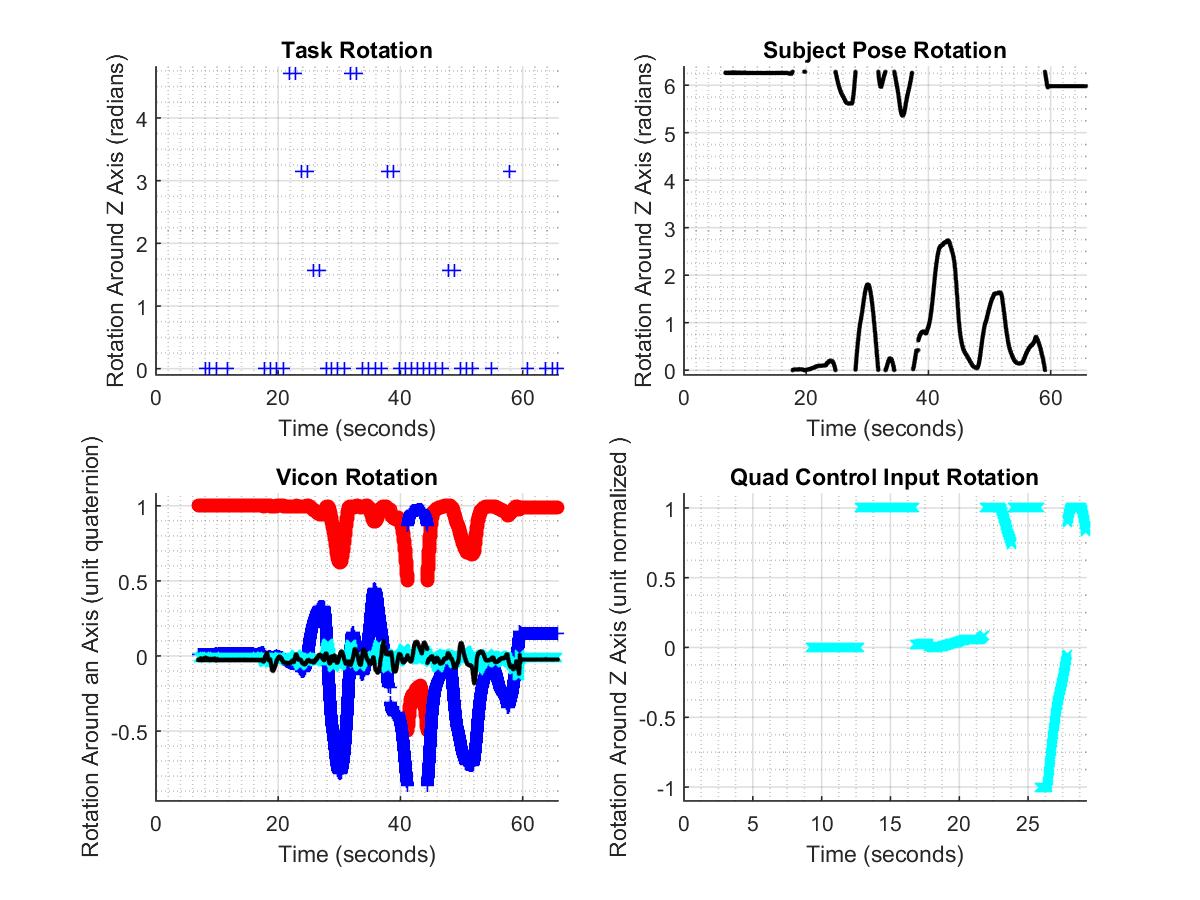 Task Rotation
Rotation Around Z Axis (radians)
4
3
2
1
0
0 20 40 60
Time (seconds)
Subject Pose Rotation
Rotation Around Z Axis (radians)
6
5
4
3
2
1
0
0 20 40 60
Time (seconds)
Vicon Rotation
Rotation Around an Axis (unit quaternion)
1
0.5
0
-0.5
0 20 40 60
Time (seconds)
Quad Control Input Rotation
Rotation Around Z Axis (unit normalized )
1
0.5
0
-0.5
-1
0 5 10 15 20 25
Time (seconds)